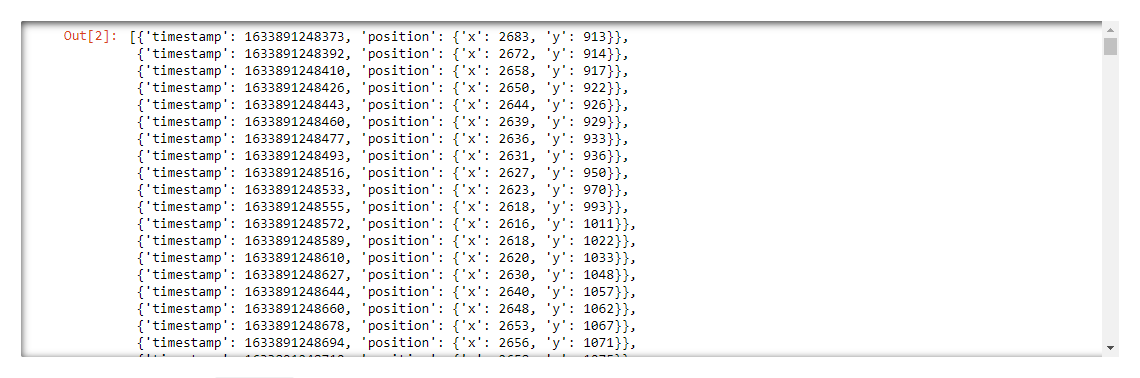 Out[2]: [{'timestamp': 1633891248373, 'position': {'x': 2683, 'y': 913}},
{'timestamp': 1633891248392, 'position': {'x': 2672, 'y': 914}},
{'timestamp': 1633891248410, 'position': {'x': 2658, 'y': 917}},
{'timestamp': 1633891248426, 'position': {'x': 2650, 'y': 922}},
{'timestamp': 1633891248443, 'position': {'x': 2644, 'y': 926}},
{'timestamp': 1633891248460, 'position': {'x': 2639, 'y': 929}},
{'timestamp': 1633891248477, 'position': {'x': 2636, 'y': 933}},
{'timestamp': 1633891248493, 'position': {'x': 2631, 'y': 936}},
{'timestamp': 1633891248516, 'position': {'x': 2627, 'y': 950}},
{'timestamp': 1633891248533, 'position': {'x': 2623, 'y': 970}},
{'timestamp': 1633891248555, 'position': {'x': 2618, 'y': 993}},
{'timestamp': 1633891248572, 'position': {'x': 2616, 'y': 1011}},
{'timestamp': 1633891248589, 'position': {'x': 2618, 'y': 1022}},
{'timestamp': 1633891248610, 'position': {'x': 2620, 'y': 1033}},
{'timestamp': 1633891248627, 'position': {'x': 2630, 'y': 1048}},
{'timestamp': 1633891248644, 'position': {'x': 2640, 'y': 1057}},
{'timestamp': 1633891248660, 'position': {'x': 2648, 'y': 1062}},
{'timestamp': 1633891248678, 'position': {'x': 2653, 'y': 1067}},
{'timestamp': 1633891248694, 'position': {'x': 2656, 'y': 1071}},